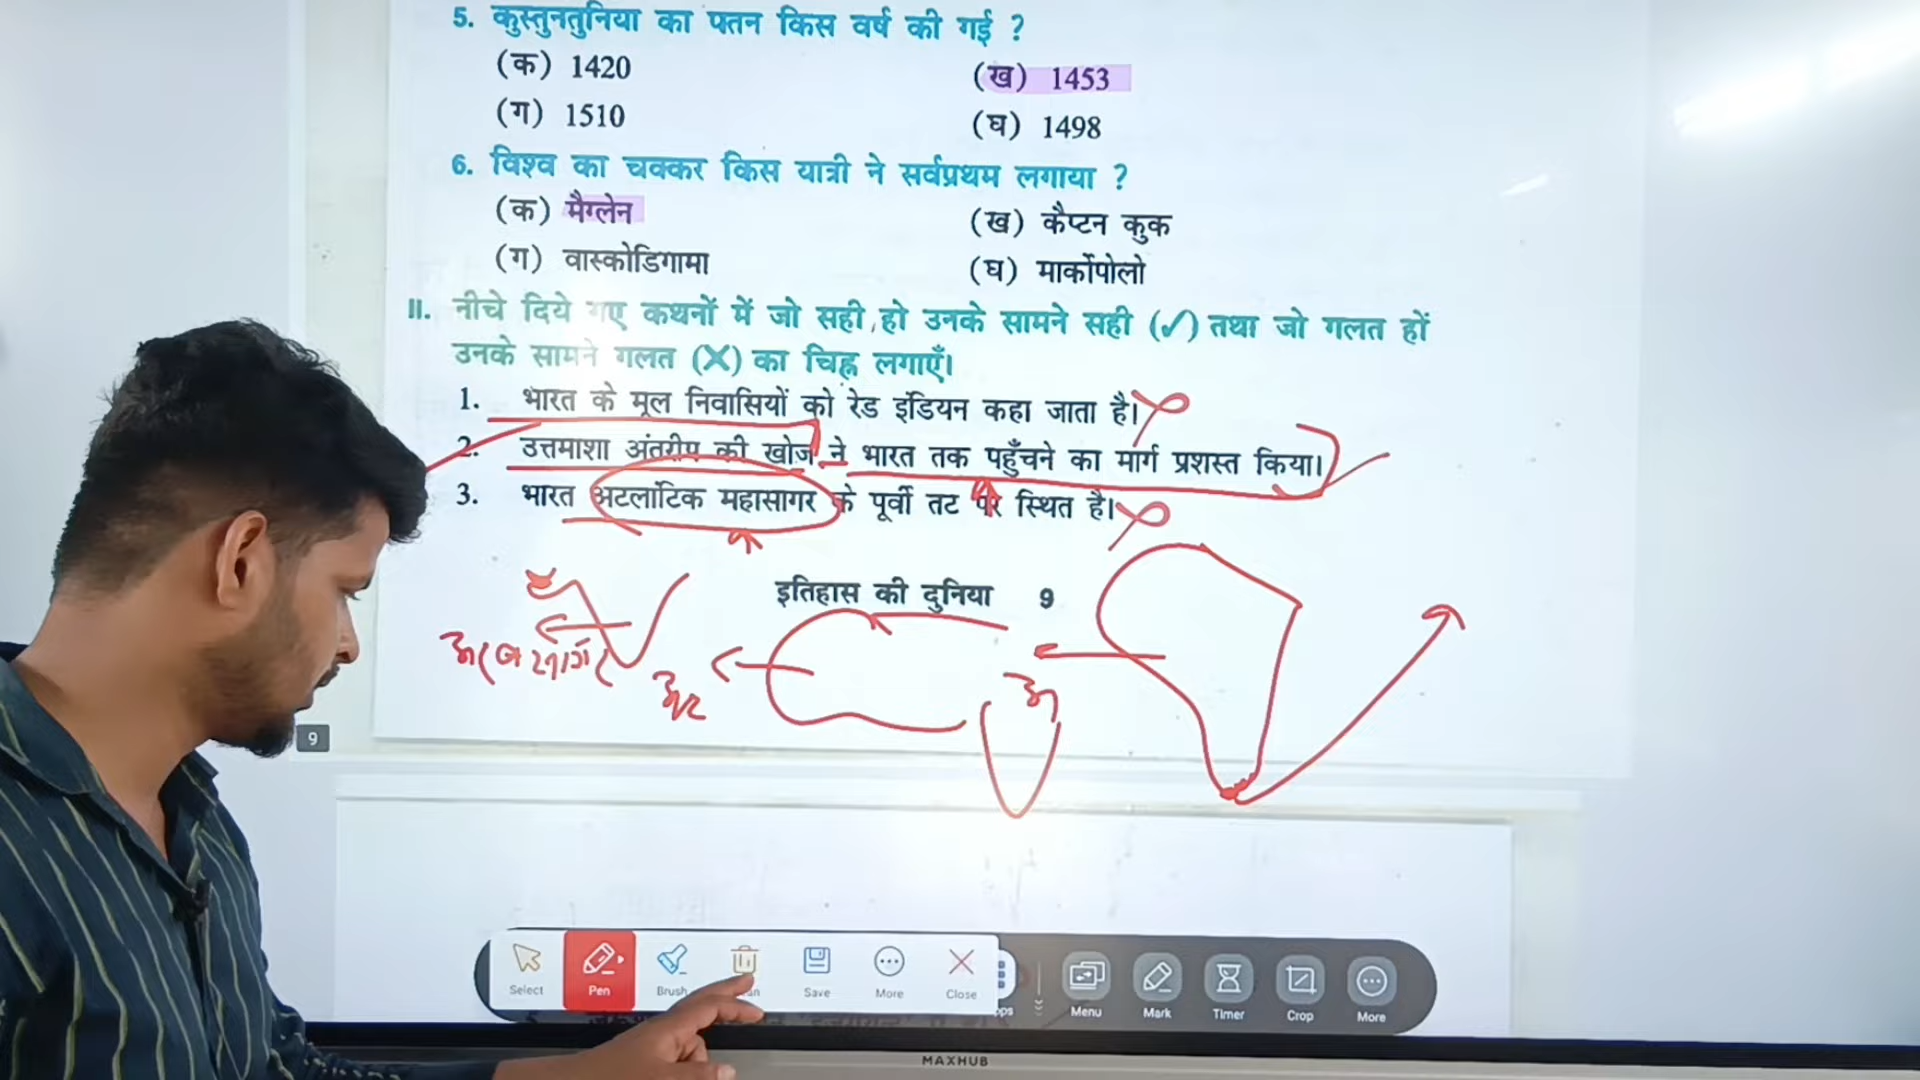 5. कुस्तुनतुनिया का पतन किस वर्ष की गई ?
(क) 1420
(ख) 1453
(ग) 1510
(घ) 1498
6. विश्व का चक्कर किस यात्री ने सर्वप्रथम लगाया ?
(क) मैग्लेन
(ख) कैप्टन कुक
(ग) वास्कोडिगामा
(घ) मार्कोपोलो
II. नीचे दिये गए कथनों में जो सही हो उनके सामने सही (✓) तथा जो गलत हों
उनके सामने गलत (X) का चिह्न लगाएँ।
1. भारत के मूल निवासियों को रेड इंडियन कहा जाता है।
2. उत्तमाशा अंतरीप की खोज ने भारत तक पहुँचने का मार्ग प्रशस्त किया।
3. भारत अटलांटिक महासागर के पूर्वी तट पर स्थित है।
इतिहास की दुनिया 9
अरब सागर
अर
अ
9
Select Pen Brush Save More Close
Menu Mark Timer Crop More
MAXHUB